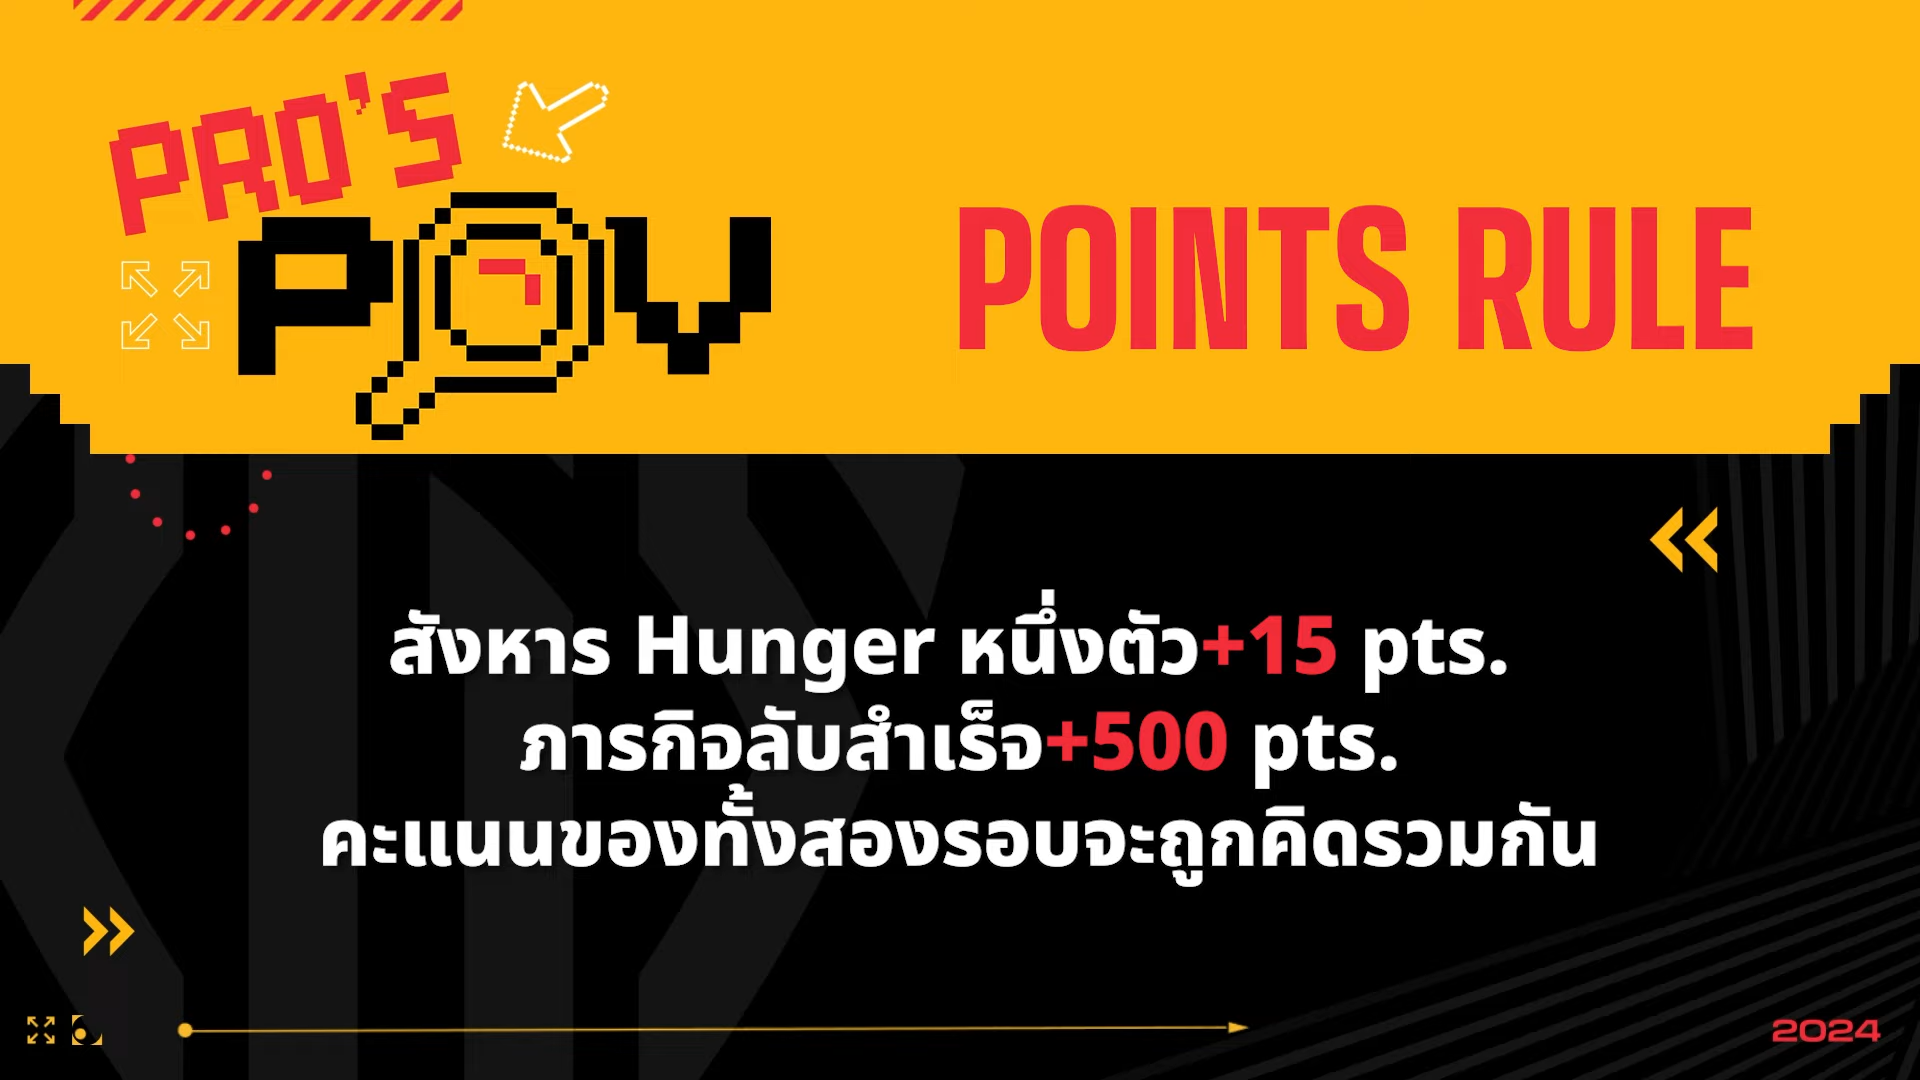 PRO'S
POV
POINTS RULE
สังหาร Hunger หนึ่งตัว+15 pts.
ภารกิจลับสำเร็จ+500 pts.
คะแนนของทั้งสองรอบจะถูกคิดรวมกัน
2024